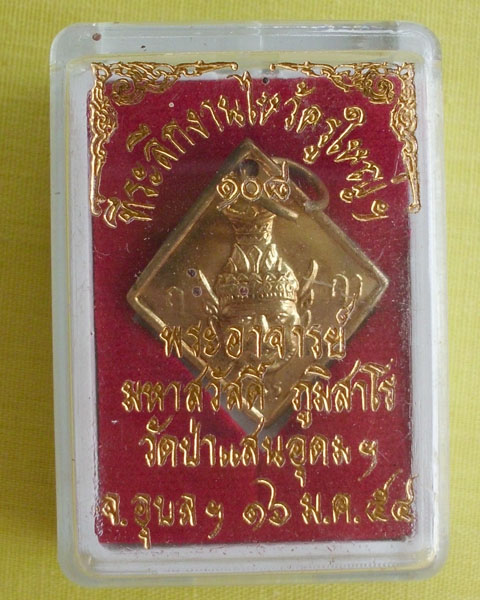 ที่ระลึกงานไหว้ครูใหญ่ฯ
๑๐๘
พระอาจารย์
มหาสวัสดิ์ ภูมิสาโร
วัดป่าแสนอุดมฯ
จ.อุบลฯ ๑๖ ม.ค. ๕๔